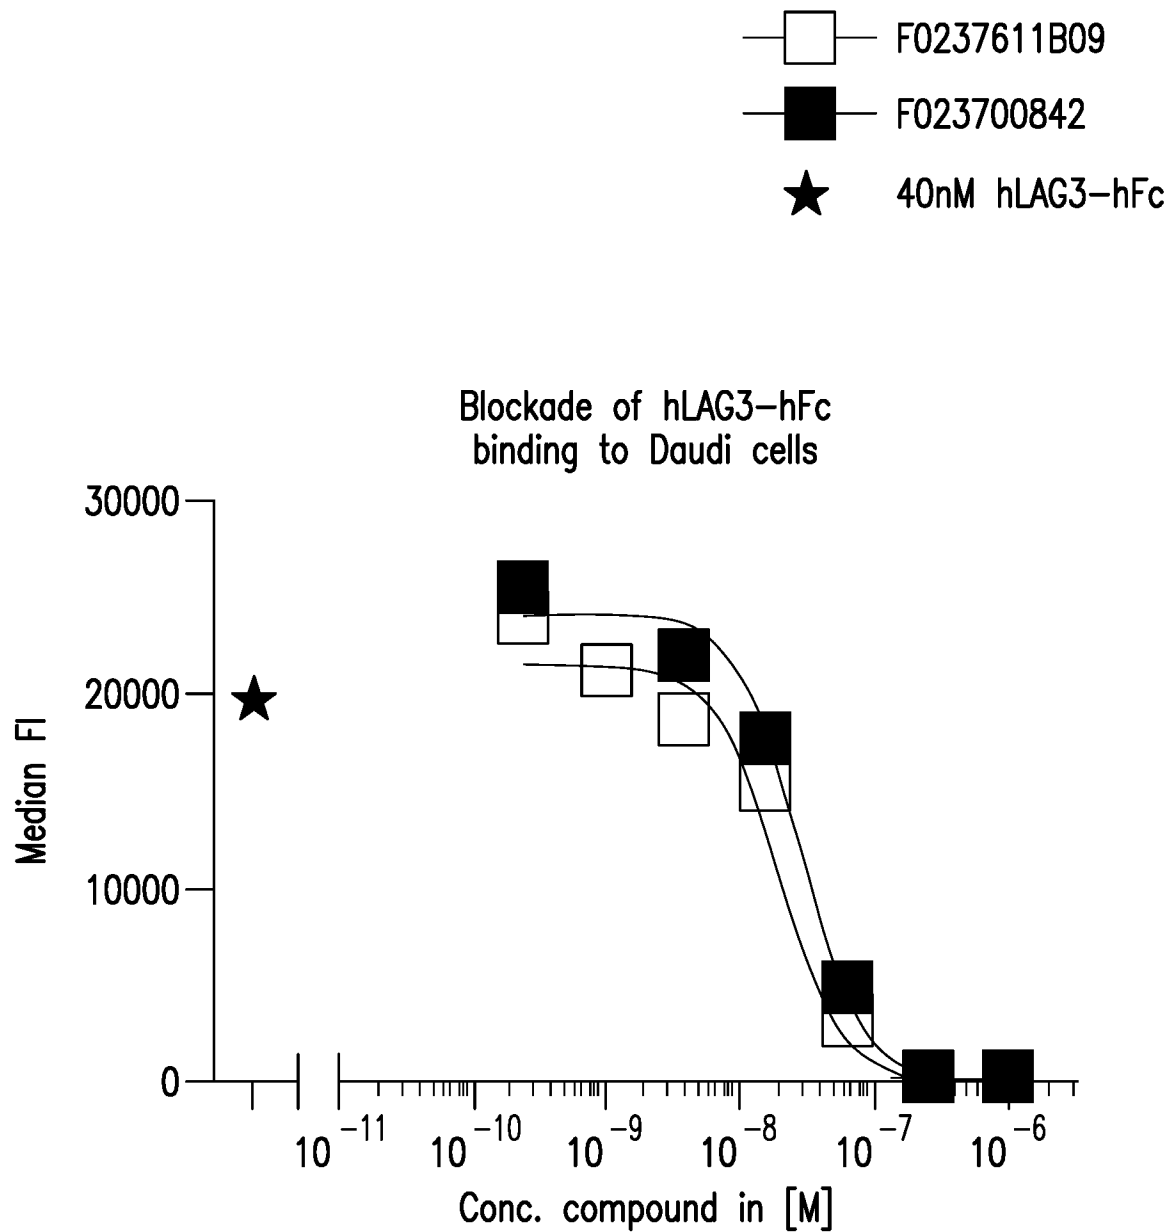 F0237611B09
F023700842
40nM hLAG3-hFc
Blockade of hLAG3-hFc
binding to Daudi cells
30000
20000
10000
0
Median FI
10^-11 10^-10 10^-9 10^-8 10^-7 10^-6
Conc. compound in [M]